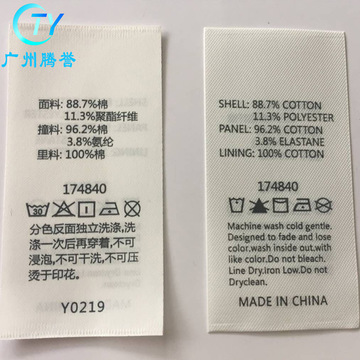 TY
广州腾誉
面料: 88.7%棉
11.3%聚酯纤维
撞料: 96.2%棉
3.8%氨纶
里料: 100%棉
174840
30
分色反面独立洗涤,洗
涤一次后再穿着,不可
浸泡,不可干洗,不可压
烫于印花。
Y0219
SHELL: 88.7% COTTON
11.3% POLYESTER
PANEL: 96.2% COTTON
3.8% ELASTANE
LINING: 100% COTTON
174840
Machine wash cold gentle.
Designed to fade and lose
color.wash inside out.wash with
like color.Do not bleach.
Line Dry.iron Low.Do not
Dryclean.
MADE IN CHINA